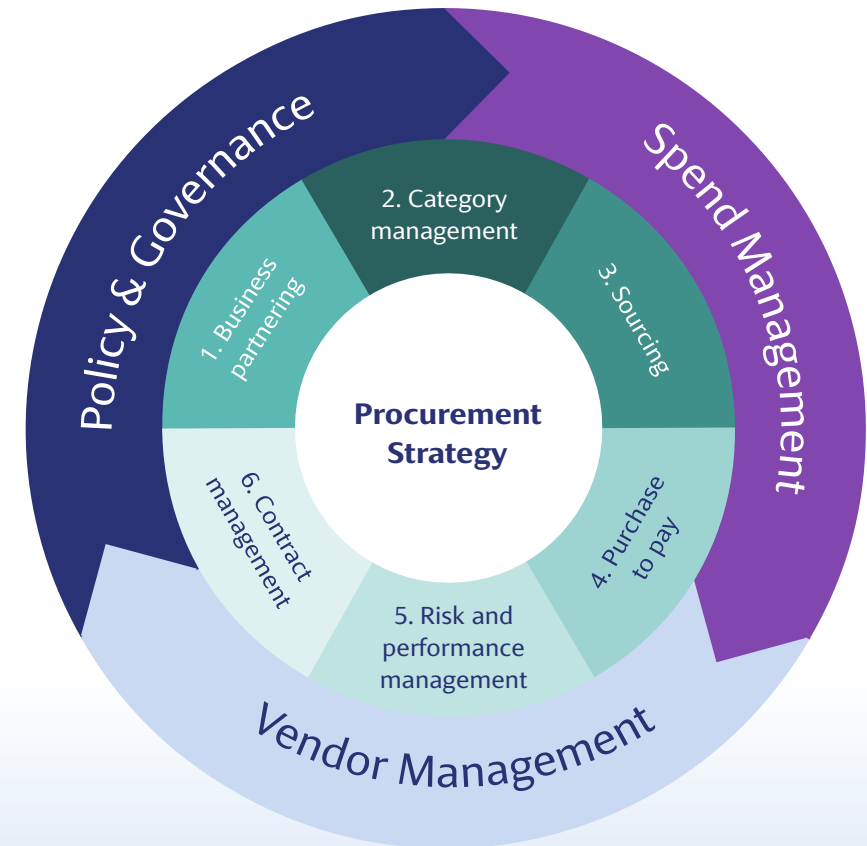 Policy & Governance
Spend Management
Vendor Management
1. Business
partnering
2. Category
management
3. Sourcing
4. Purchase
to pay
5. Risk and
performance
management
6. Contract
management
Procurement
Strategy